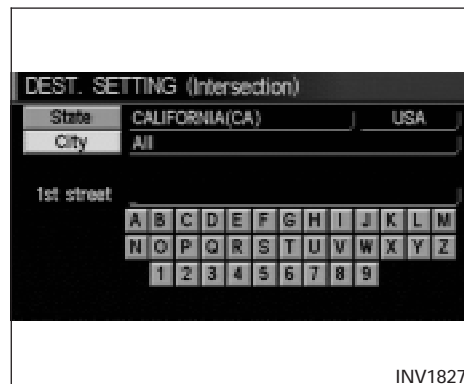 DEST. SETTING (Intersection)
State CALIFORNIA(CA) USA
City All
1st street
A B C D E F G H I J K L M
N O P Q R S T U V W X Y Z
1 2 3 4 5 6 7 8 9
INV1827